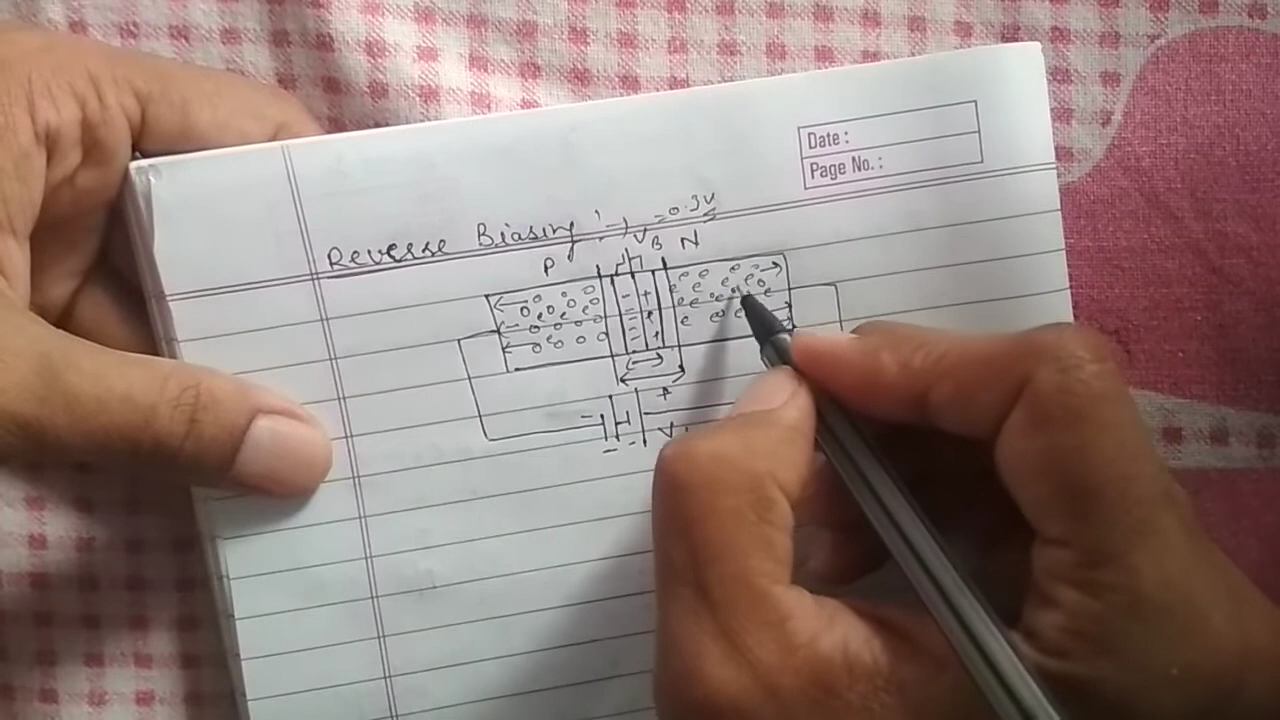 Date :
Page No. :
Reverse Biasing :→
VB = 0.3V
P N
- +
- +
- +
- +
+
-
- -